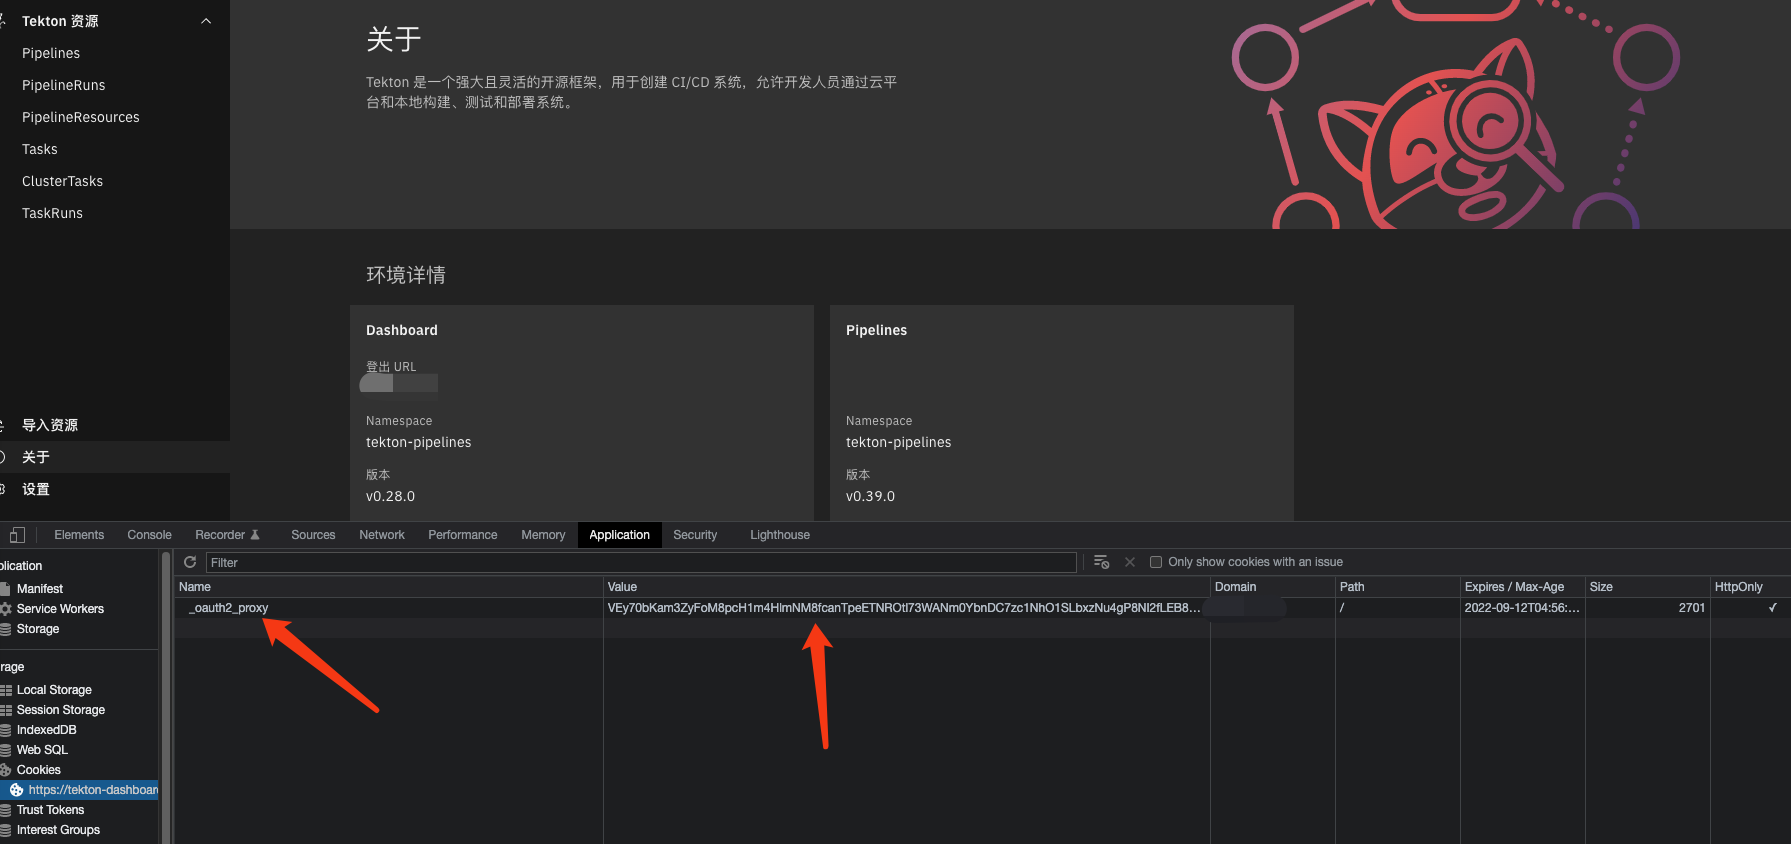 Tekton 资源
Pipelines
PipelineRuns
PipelineResources
Tasks
ClusterTasks
TaskRuns
导入资源
关于
设置
关于
Tekton 是一个强大且灵活的开源框架，用于创建 CI/CD 系统，允许开发人员通过云平
台和本地构建、测试和部署系统。
环境详情
Dashboard
登出 URL
Namespace
tekton-pipelines
版本
v0.28.0
Pipelines
Namespace
tekton-pipelines
版本
v0.39.0
Elements Console Recorder Sources Network Performance Memory Application Security Lighthouse
plication
Manifest
Service Workers
Storage
rage
Local Storage
Session Storage
IndexedDB
Web SQL
Cookies
https://tekton-dashboar
Trust Tokens
Interest Groups
Filter
Only show cookies with an issue
Name Value Domain Path Expires / Max-Age Size HttpOnly
_oauth2_proxy VEy70bKam3ZyFoM8pcH1m4HlmNM8fcanTpeETNROtI73WANm0YbnDC7zc1NhO1SLbxzNu4gP8NI2fLEB8... / 2022-09-12T04:56:... 2701 ✓